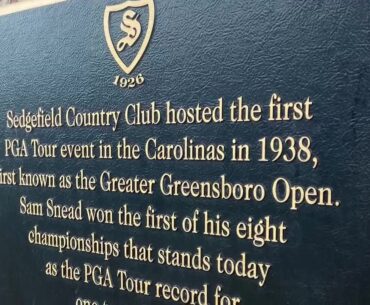 S
1926
Sedgefield Country Club hosted the first
PGA Tour event in the Carolinas in 1938,
first known as the Greater Greensboro Open.
Sam Snead won the first of his eight
championships that stands today
as the PGA Tour record for
one